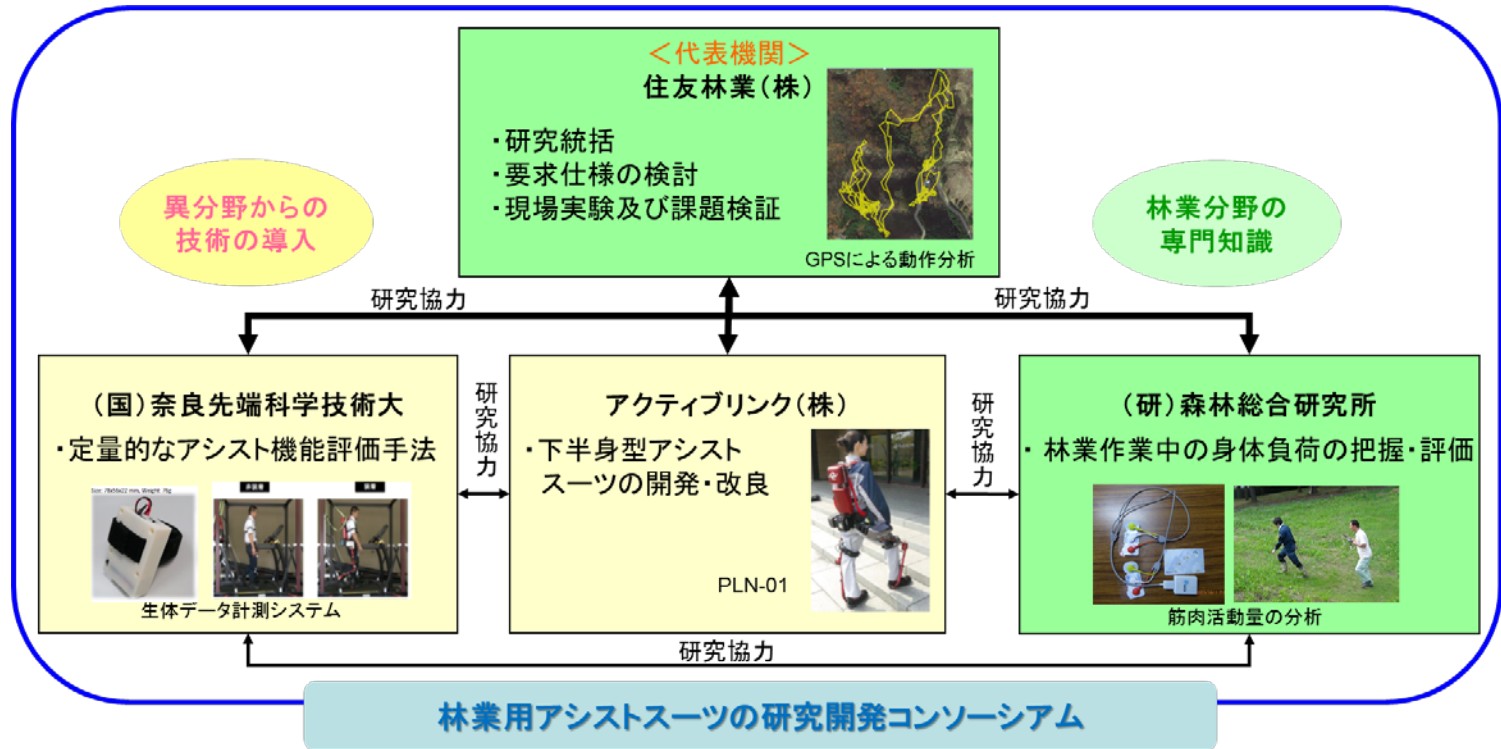 ＜代表機関＞
住友林業(株)
・研究統括
・要求仕様の検討
・現場実験及び課題検証
GPSによる動作分析
異分野からの
技術の導入
林業分野の
専門知識
研究協力
研究協力
(国)奈良先端科学技術大
・定量的なアシスト機能評価手法
Size: 78x56x22 mm, Weight: 75g
非装着
装着
生体データ計測システム
研究協力
アクティブリンク(株)
・下半身型アシスト
スーツの開発・改良
PLN-01
研究協力
(研)森林総合研究所
・林業作業中の身体負荷の把握・評価
筋肉活動量の分析
研究協力
林業用アシストスーツの研究開発コンソーシアム